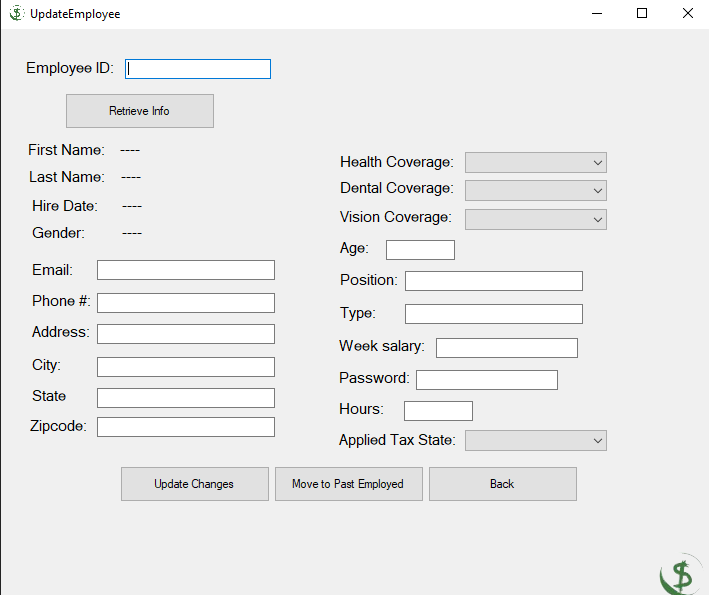 UpdateEmployee
Employee ID:
Retrieve Info
First Name: ----
Last Name: ----
Hire Date: ----
Gender: ----
Email:
Phone #:
Address:
City:
State
Zipcode:
Health Coverage:
Dental Coverage:
Vision Coverage:
Age:
Position:
Type:
Week salary:
Password:
Hours:
Applied Tax State:
Update Changes
Move to Past Employed
Back
$